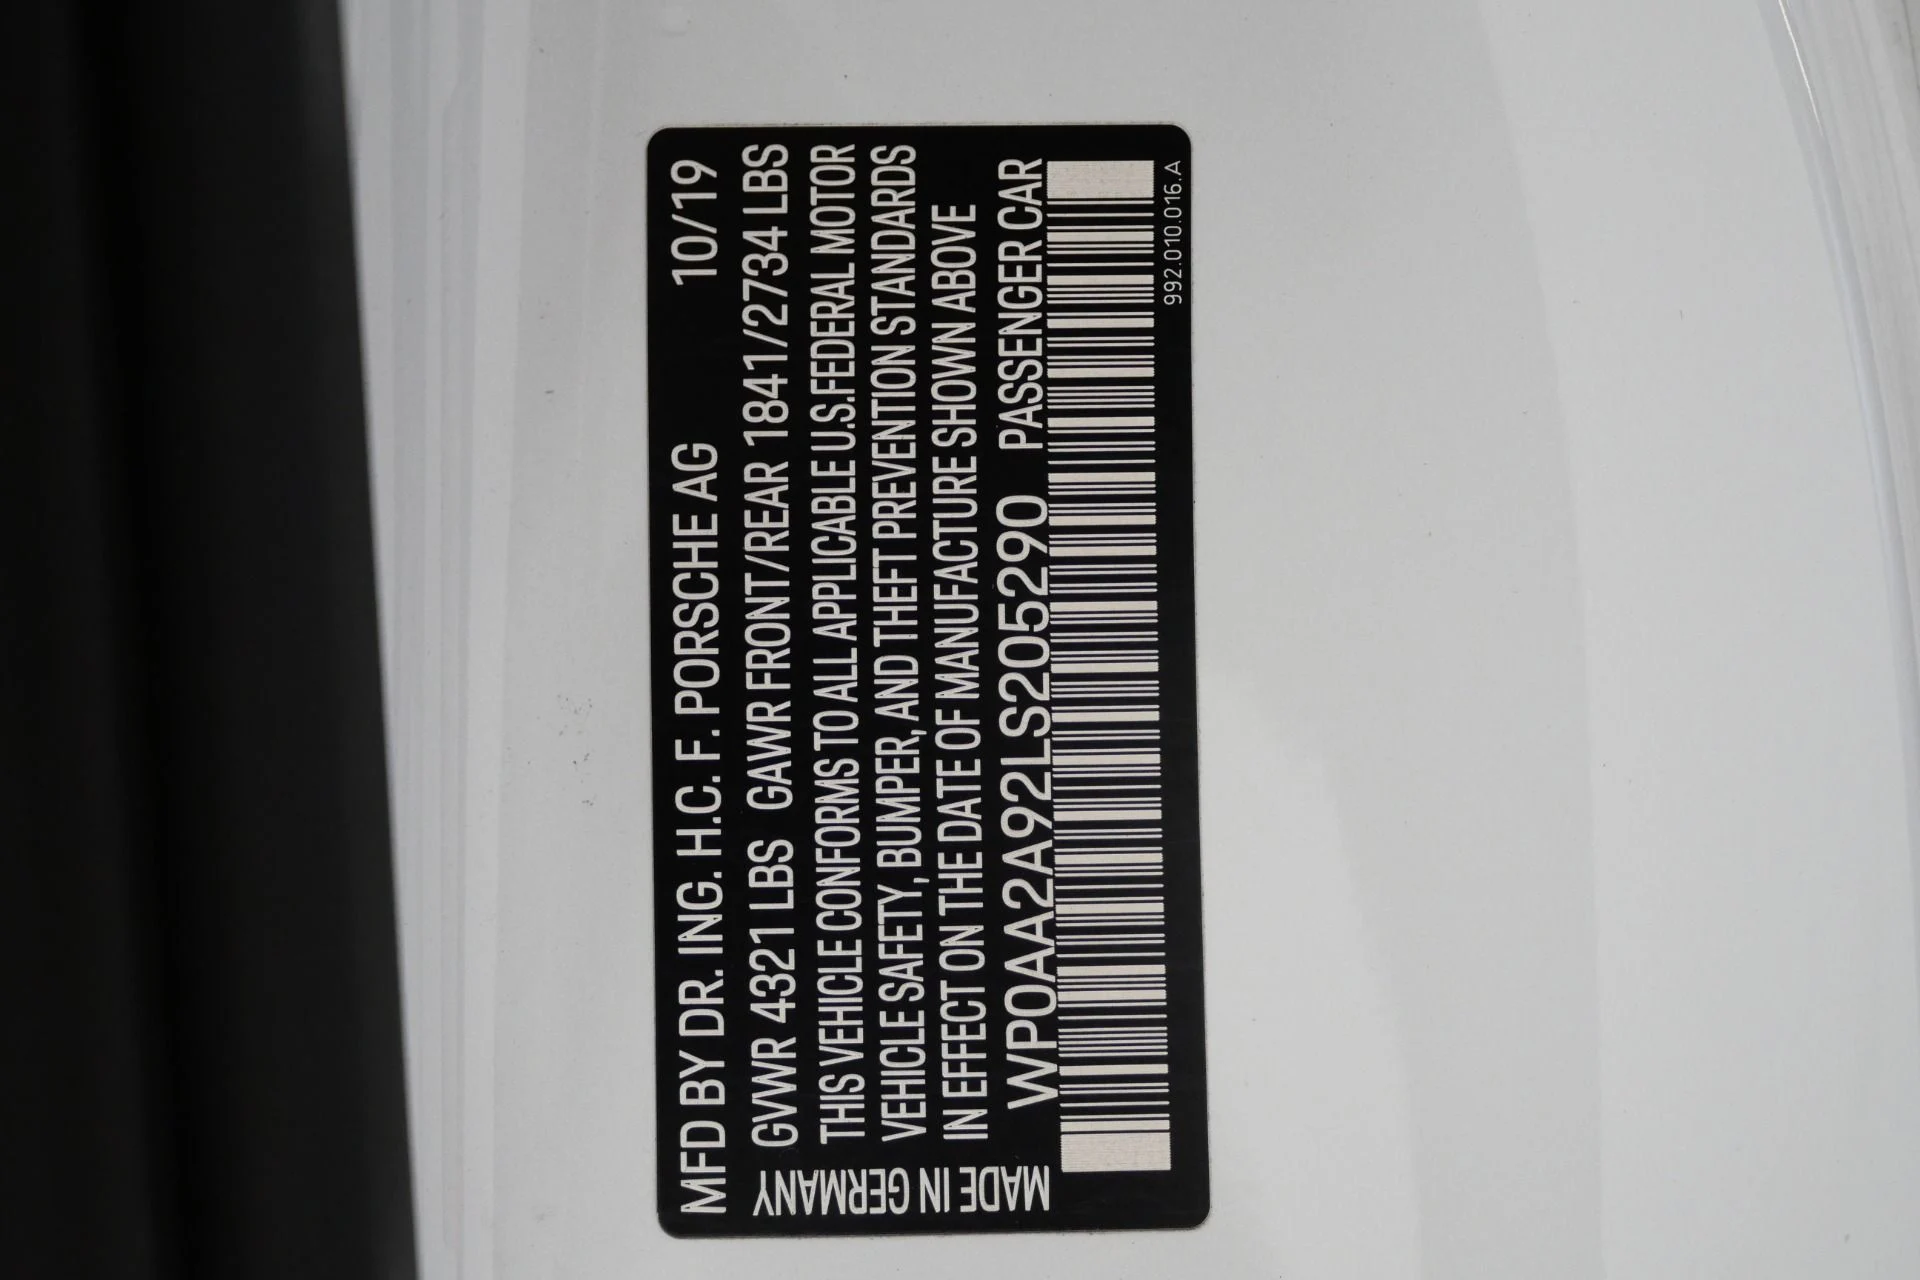 MFD BY DR. ING. H.C. F. PORSCHE AG 10/19
GVWR 4321 LBS GAWR FRONT/REAR 1841/2734 LBS
THIS VEHICLE CONFORMS TO ALL APPLICABLE U.S.FEDERAL MOTOR
VEHICLE SAFETY, BUMPER, AND THEFT PREVENTION STANDARDS
IN EFFECT ON THE DATE OF MANUFACTURE SHOWN ABOVE
WP0AA2A92LS205290 PASSENGER CAR
992.010.016.A
MADE IN GERMANY